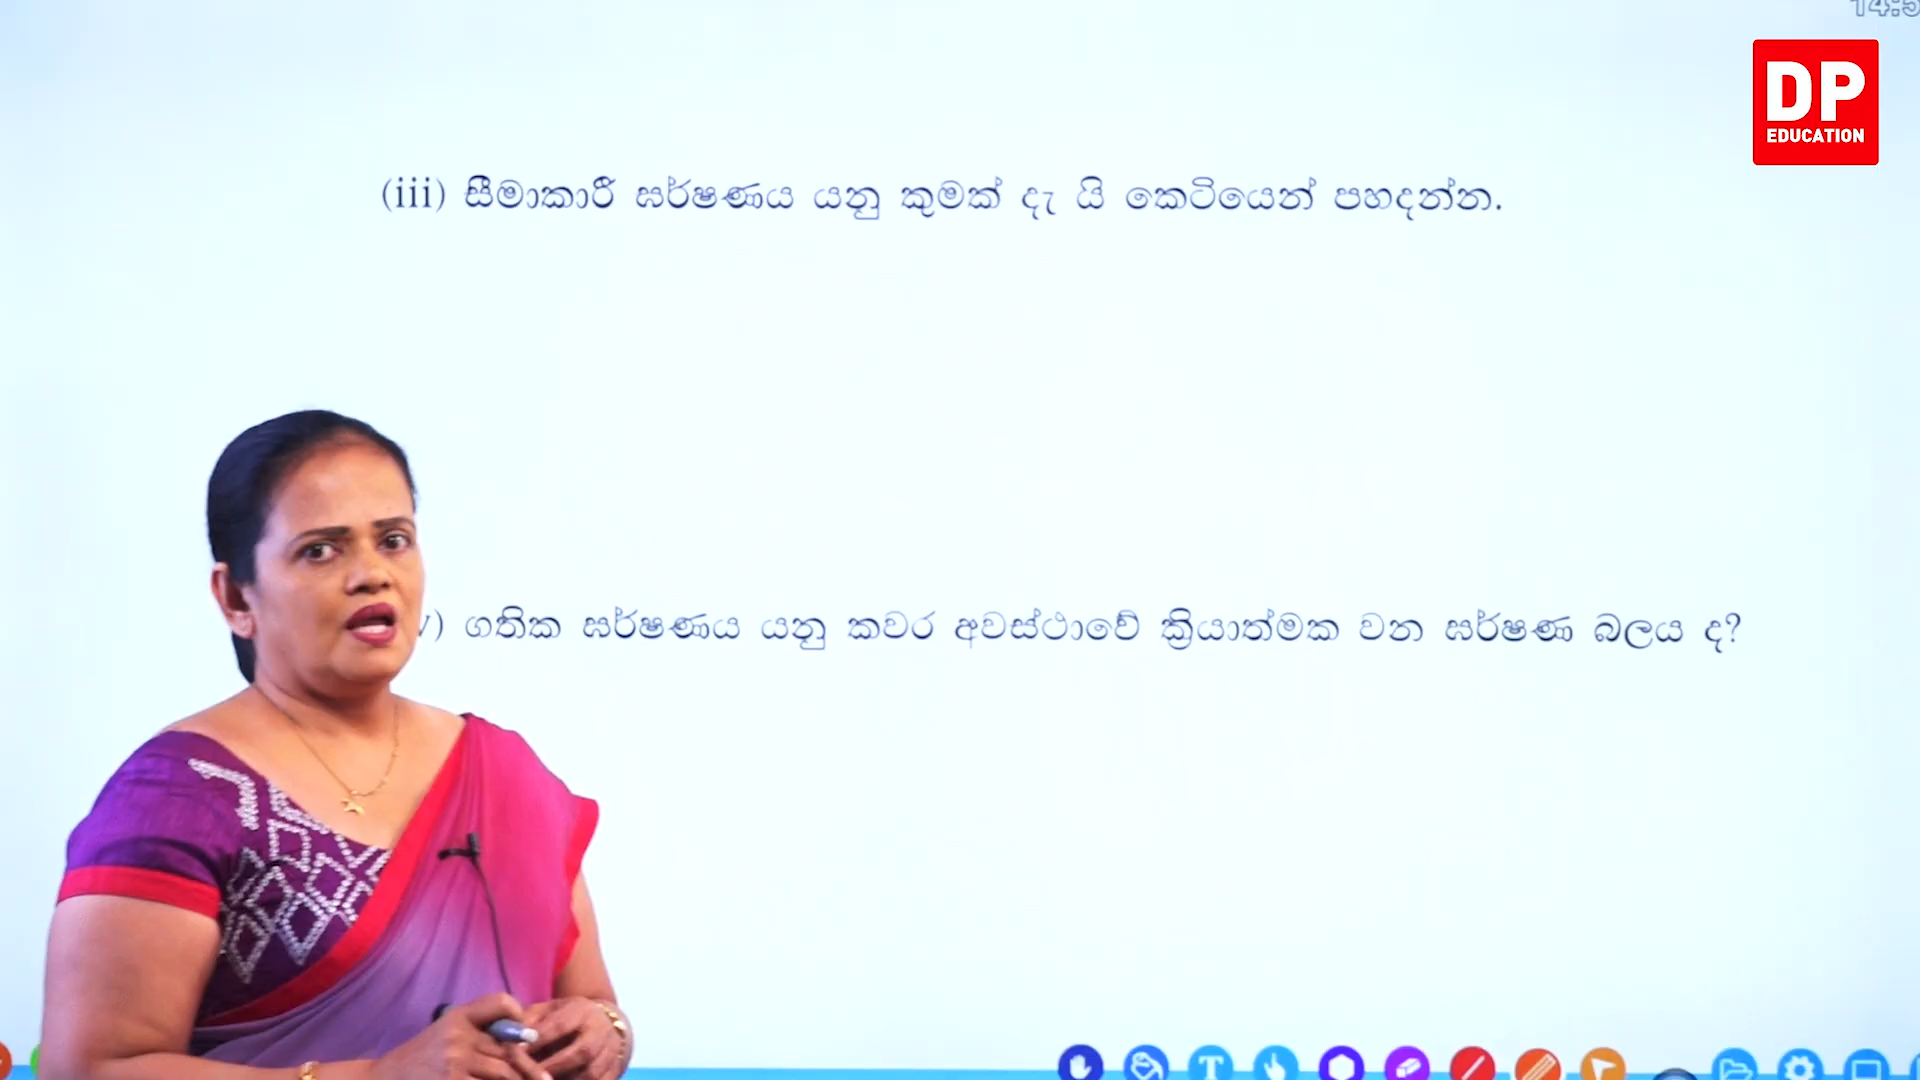 DP
EDUCATION
(iii) සීමාකාරී ඝර්ෂණය යනු කුමක් දැ යි කෙටියෙන් පහදන්න.
ගතික ඝර්ෂණය යනු කවර අවස්ථාවේ ක්‍රියාත්මක වන ඝර්ෂණ බලය ද?